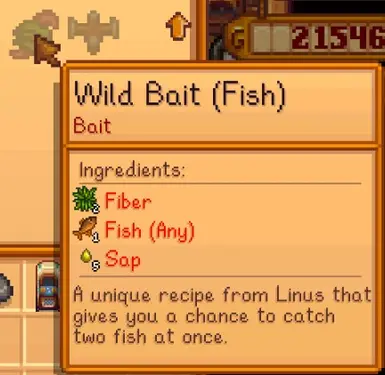 G 21546
Wild Bait (Fish)
Bait
Ingredients:
2 Fiber
1 Fish (Any)
5 Sap
A unique recipe from Linus that
gives you a chance to catch
two fish at once.